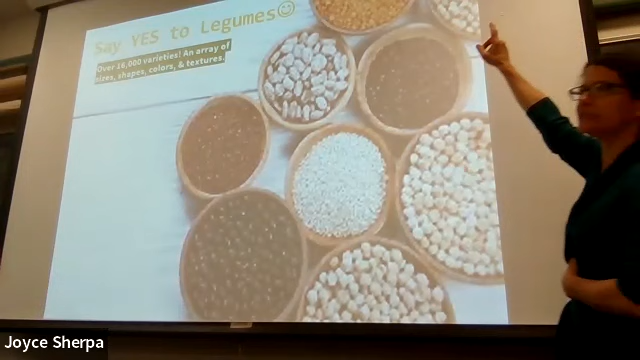 Say YES to Legumes☺
Over 16,000 varieties! An array of
sizes, shapes, colors, & textures.
Joyce Sherpa